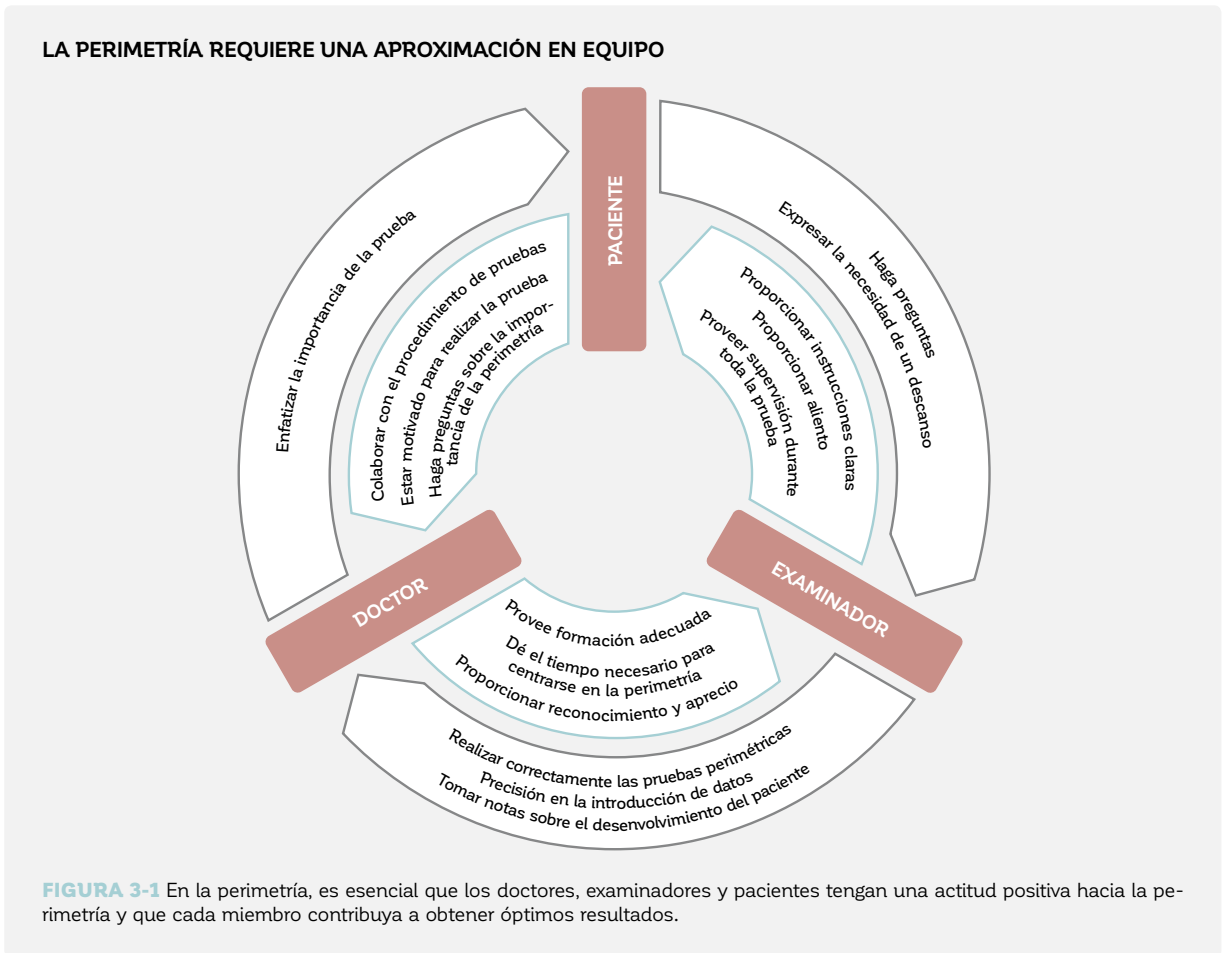 LA PERIMETRÍA REQUIERE UNA APROXIMACIÓN EN EQUIPO
PACIENTE
Enfatizar la importancia de la prueba
Colaborar con el procedimiento de pruebas
Estar motivado para realizar la prueba
Haga preguntas sobre la impor-
tancia de la perimetría
Haga preguntas
Expresar la necesidad de un descanso
Proporcionar instrucciones claras
Proporcionar aliento
Proveer supervisión durante
toda la prueba
DOCTOR
EXAMINADOR
Provee formación adecuada
Dé el tiempo necesario para
centrarse en la perimetría
Proporcionar reconocimiento y aprecio
Realizar correctamente las pruebas perimétricas
Precisión en la introducción de datos
Tomar notas sobre el desenvolvimiento del paciente
FIGURA 3-1 En la perimetría, es esencial que los doctores, examinadores y pacientes tengan una actitud positiva hacia la pe-
rimetría y que cada miembro contribuya a obtener óptimos resultados.